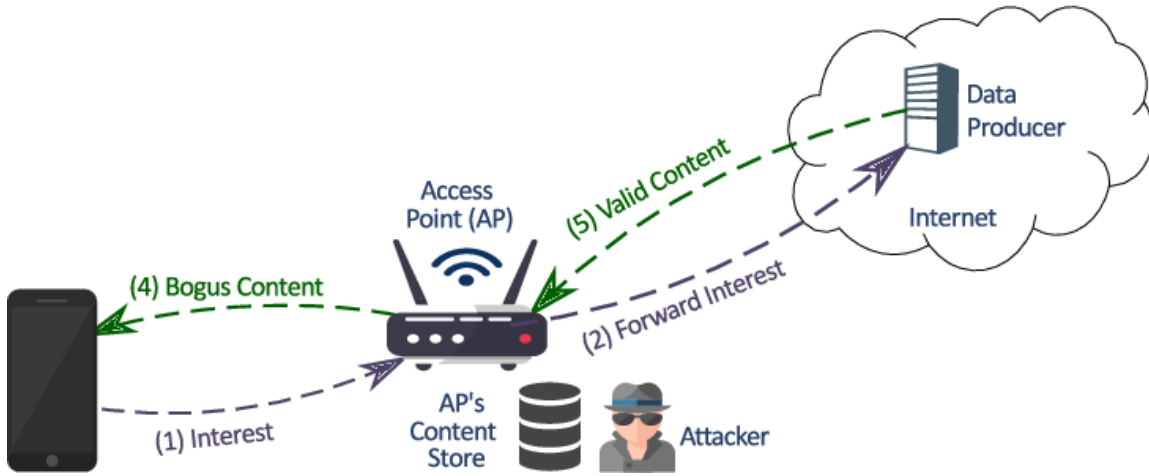 Data
Producer
Internet
(5) Valid Content
(2) Forward Interest
Access
Point (AP)
(4) Bogus Content
(1) Interest
AP's
Content
Store
Attacker